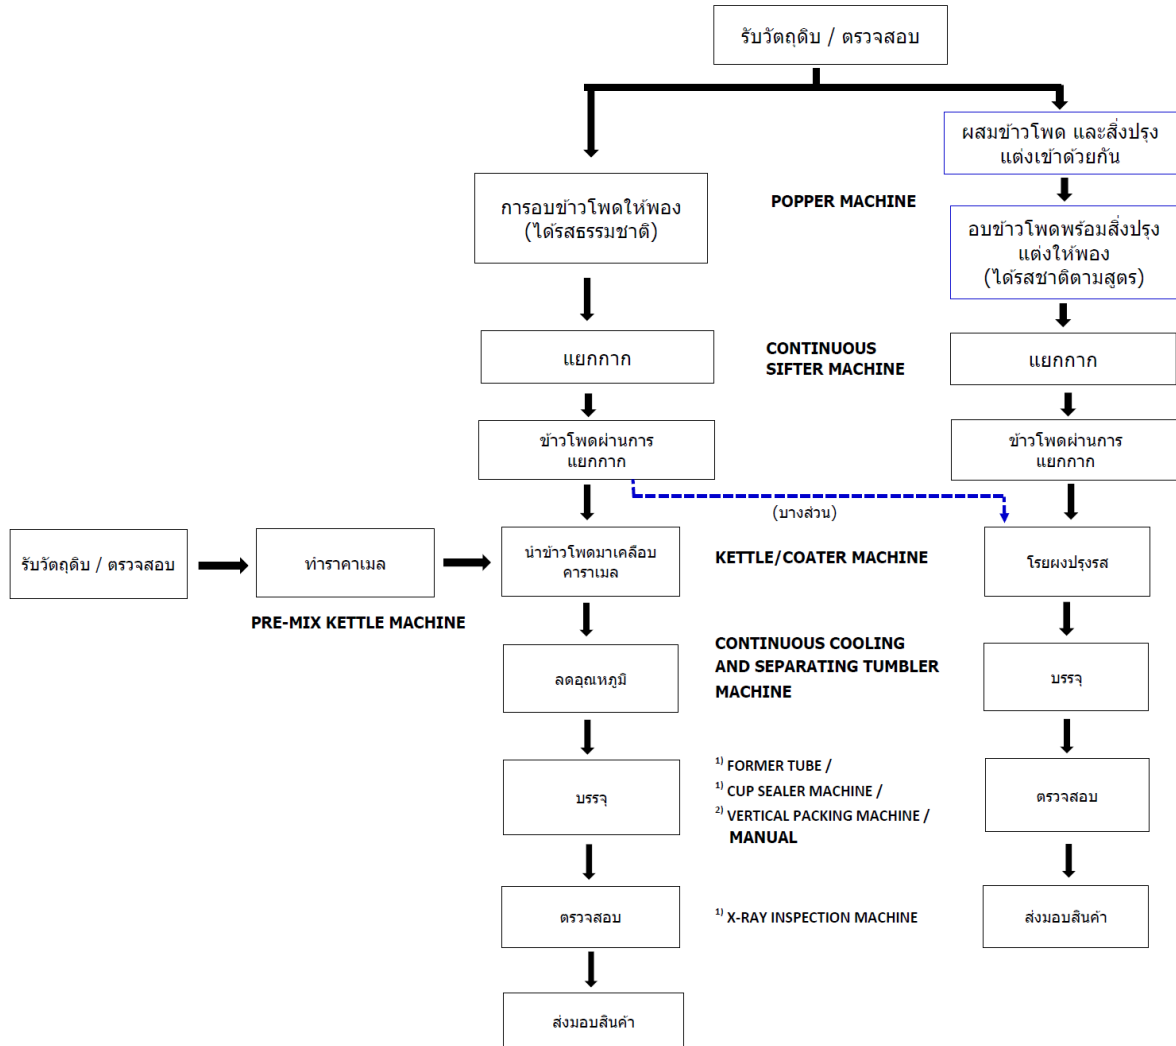 รับวัตถุดิบ / ตรวจสอบ
ผสมข้าวโพด และสิ่งปรุง
แต่งเข้าด้วยกัน
การอบข้าวโพดให้พอง
(ได้รสธรรมชาติ)
POPPER MACHINE
อบข้าวโพดพร้อมสิ่งปรุง
แต่งให้พอง
(ได้รสชาติตามสูตร)
แยกกาก
CONTINUOUS
SIFTER MACHINE
แยกกาก
ข้าวโพดผ่านการ
แยกกาก
ข้าวโพดผ่านการ
แยกกาก
(บางส่วน)
รับวัตถุดิบ / ตรวจสอบ
ทำราคาเมล
นำข้าวโพดมาเคลือบ
คาราเมล
KETTLE/COATER MACHINE
โรยผงปรุงรส
PRE-MIX KETTLE MACHINE
ลดอุณหภูมิ
CONTINUOUS COOLING
AND SEPARATING TUMBLER
MACHINE
บรรจุ
บรรจุ
1) FORMER TUBE /
1) CUP SEALER MACHINE /
2) VERTICAL PACKING MACHINE /
MANUAL
ตรวจสอบ
ตรวจสอบ
1) X-RAY INSPECTION MACHINE
ส่งมอบสินค้า
ส่งมอบสินค้า